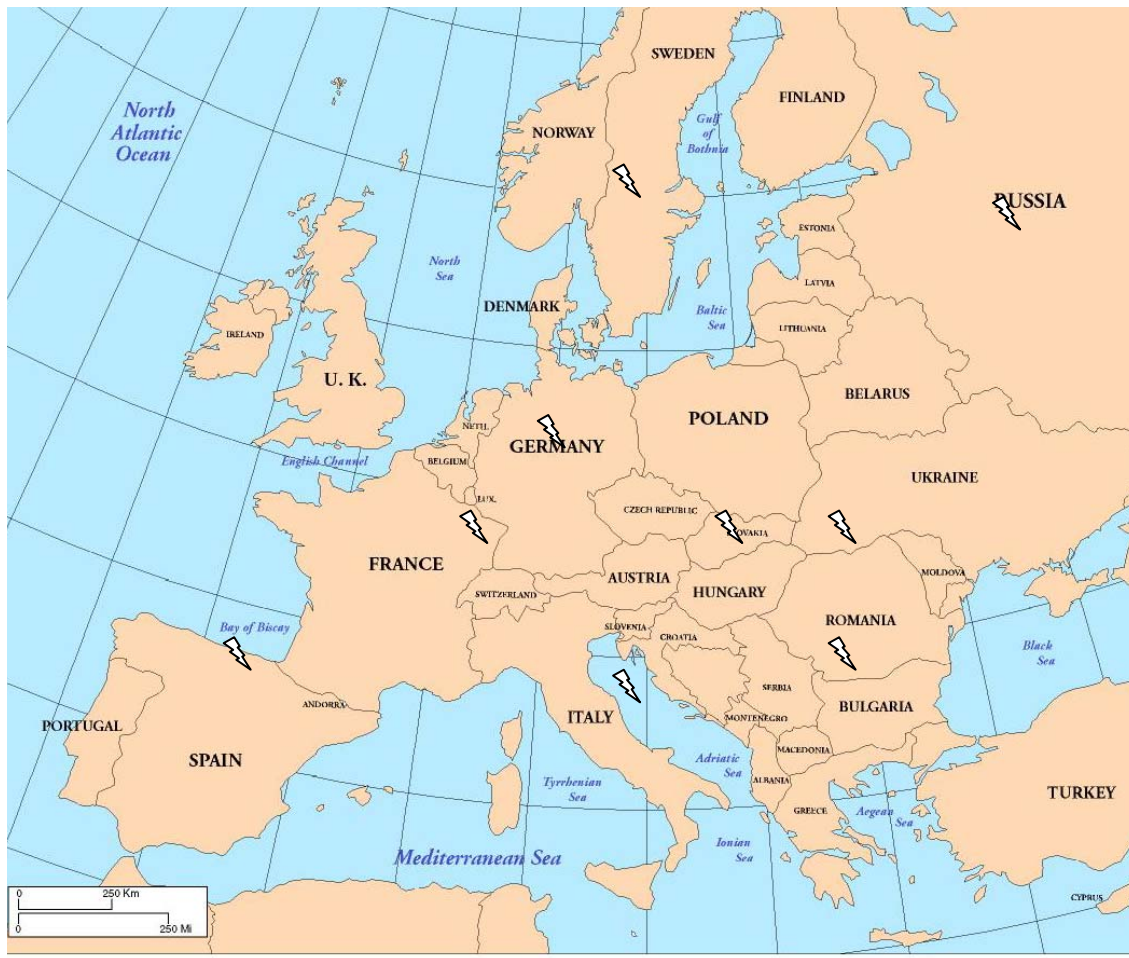 SWEDEN
FINLAND
North
Atlantic
Ocean
NORWAY
Gulf
of
Bothnia
RUSSIA
ESTONIA
North
Sea
LATVIA
DENMARK
Baltic
Sea
LITHUANIA
IRELAND
U. K.
BELARUS
POLAND
NETH.
GERMANY
English Channel
BELGIUM
UKRAINE
LUX.
CZECH REPUBLIC
SLOVAKIA
FRANCE
AUSTRIA
MOLDOVA
SWITZERLAND
HUNGARY
ROMANIA
Bay of Biscay
SLOVENIA
CROATIA
Black
Sea
SERBIA
ANDORRA
BULGARIA
PORTUGAL
ITALY
MONTENEGRO
SPAIN
MACEDONIA
Adriatic
Sea
Tyrrhenian
Sea
ALBANIA
TURKEY
GREECE
Aegean
Sea
Ionian
Sea
Mediterranean Sea
CYPRUS
0 250 Km
0 250 Mi